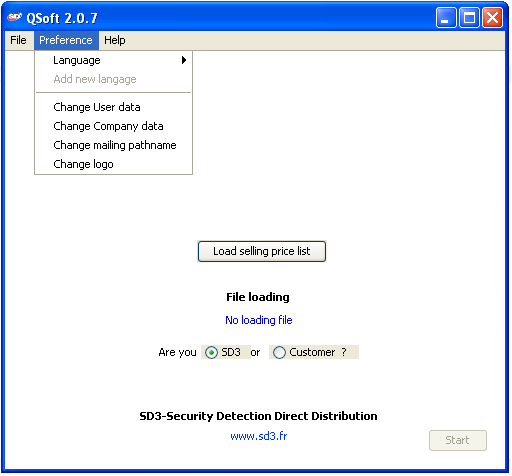 SD3 QSoft 2.0.7
File Preference Help
Language
Add new langage
Change User data
Change Company data
Change mailing pathname
Change logo
Load selling price list
File loading
No loading file
Are you SD3 or Customer ?
SD3-Security Detection Direct Distribution
www.sd3.fr
Start